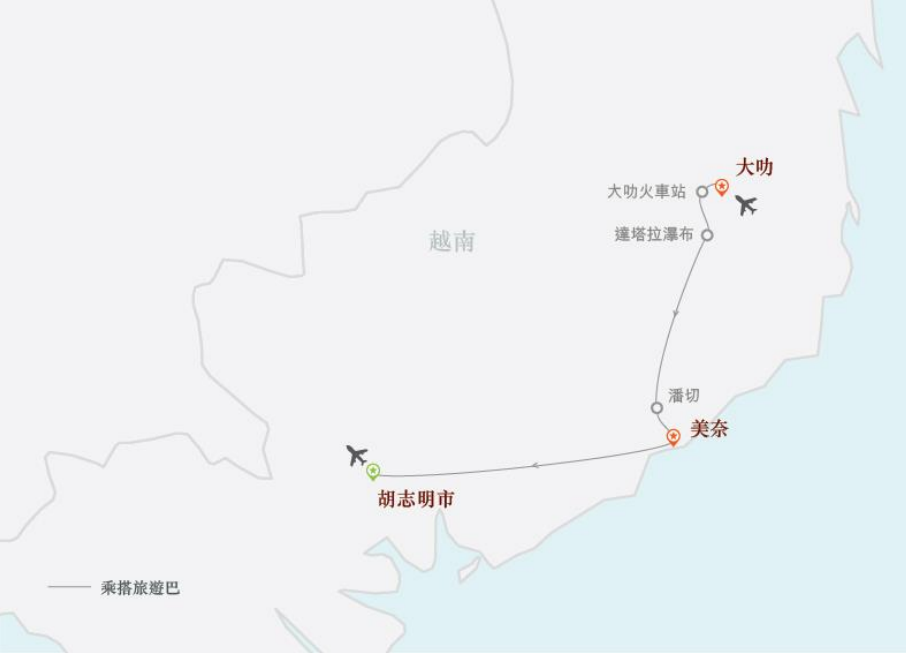 大叻
大叻火車站
達塔拉瀑布
越南
潘切
美奈
胡志明市
乘搭旅遊巴